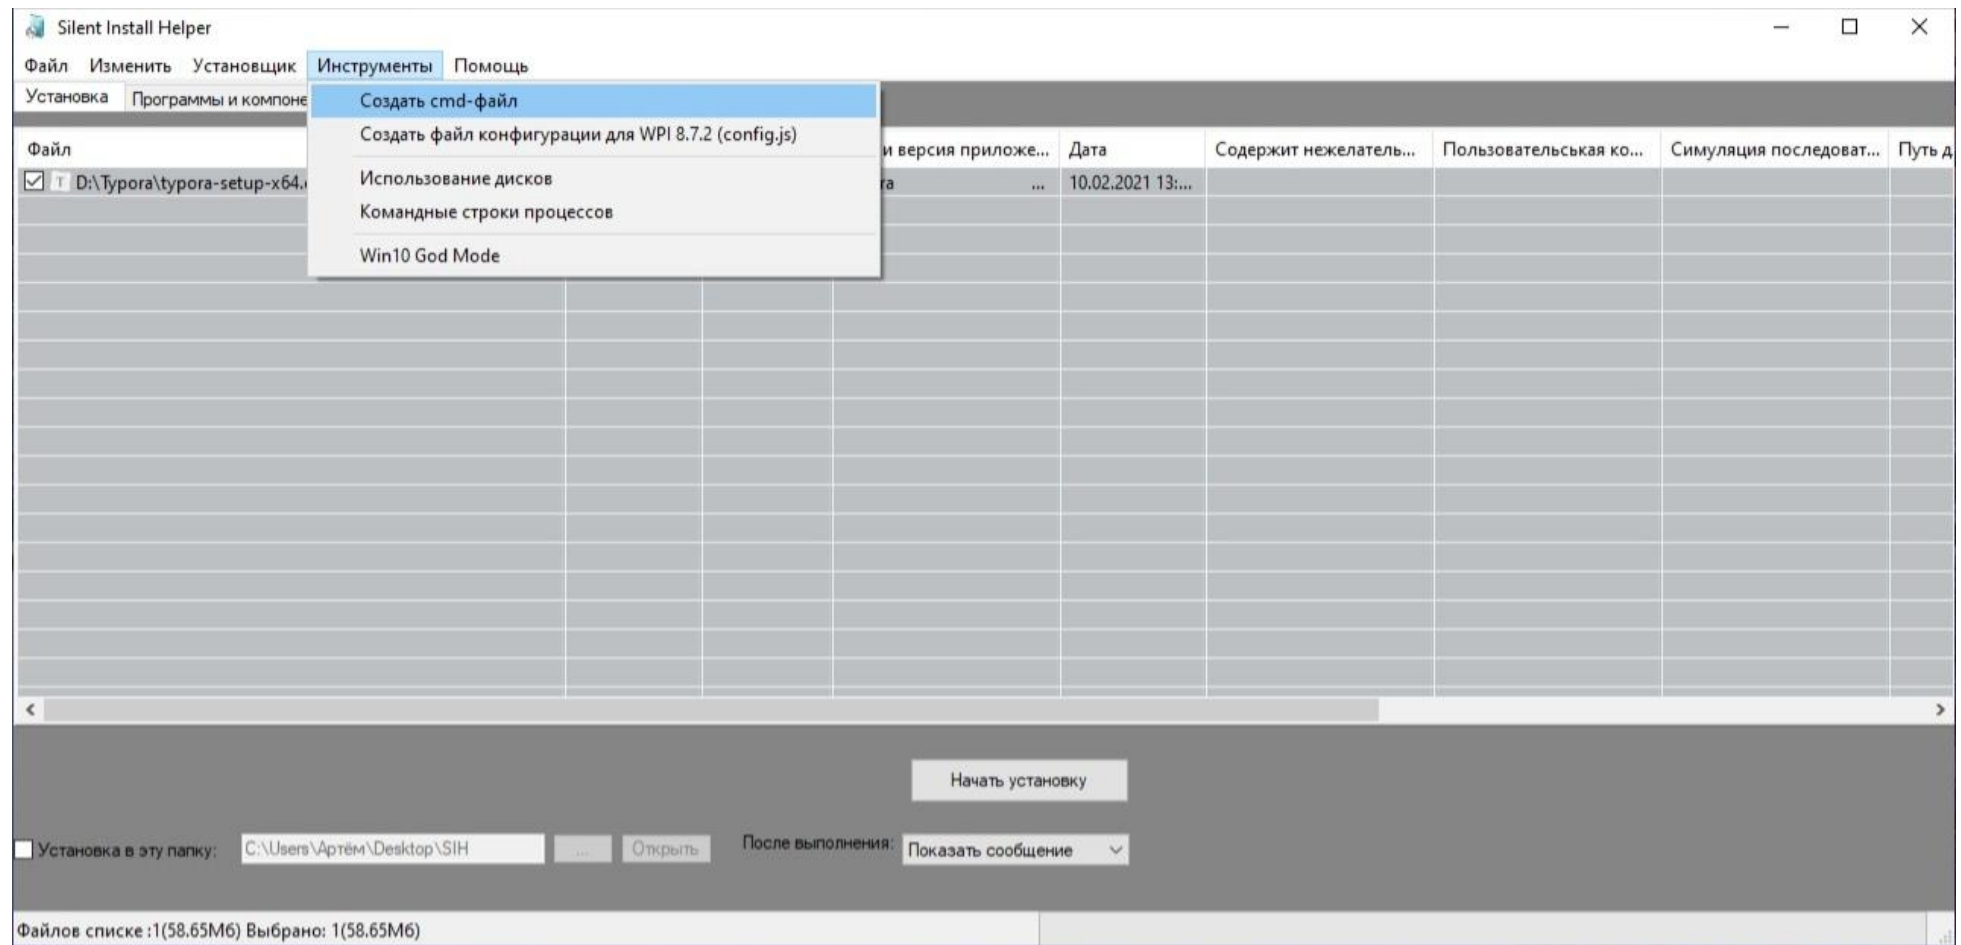 Silent Install Helper
Файл Изменить Установщик Инструменты Помощь
Установка Программы и компоне
Создать cmd-файл
Создать файл конфигурации для WPI 8.7.2 (config.js)
Использование дисков
Командные строки процессов
Win10 God Mode
Файл и версия приложе... Дата Содержит нежелатель... Пользовательськая ко... Симуляция последоват... Путь д
T D:\Typora\typora-setup-x64. ra ... 10.02.2021 13:...
Начать установку
Установка в эту папку: C:\Users\Артём\Desktop\SIH ... Открыть После выполнения: Показать сообщение
Файлов списке :1(58.65Мб) Выбрано: 1(58.65Мб)